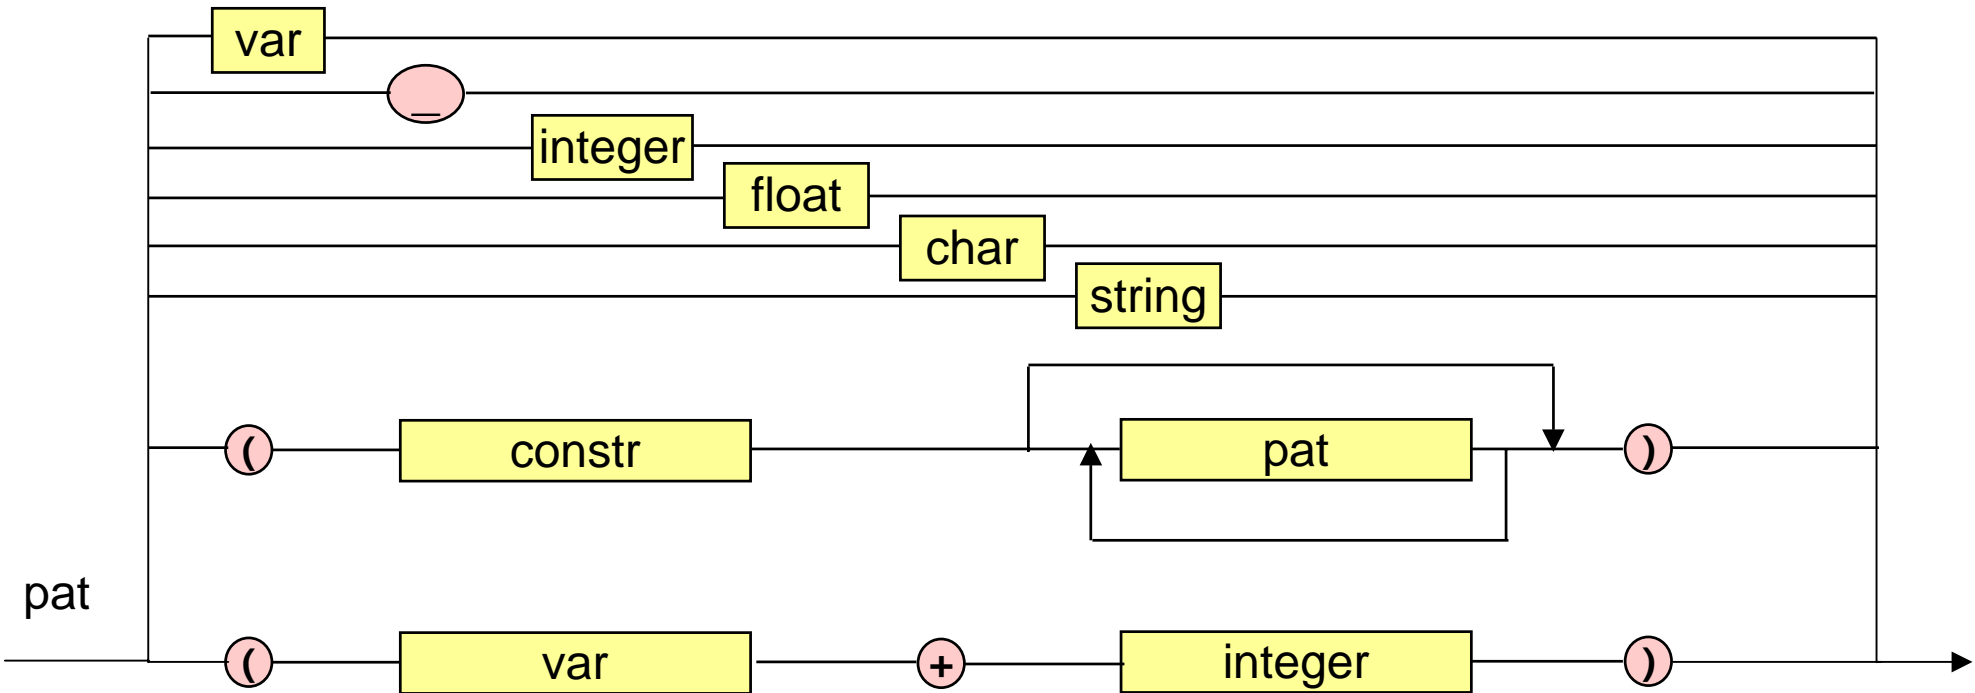 var
_
integer
float
char
string
( constr pat )
pat
( var + integer )